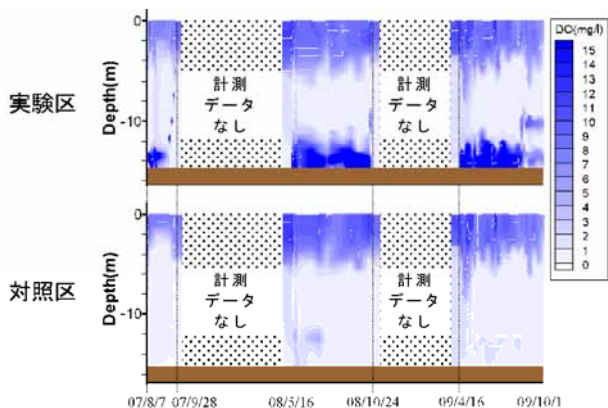 DO(mg/l)
15
14
13
12
11
10
9
8
7
6
5
4
3
2
1
0
実験区
Depth(m)
0
-10
計測
データ
なし
計測
データ
なし
対照区
Depth(m)
0
-10
計測
データ
なし
計測
データ
なし
07/8/7 07/9/28 08/5/16 08/10/24 09/4/16 09/10/1